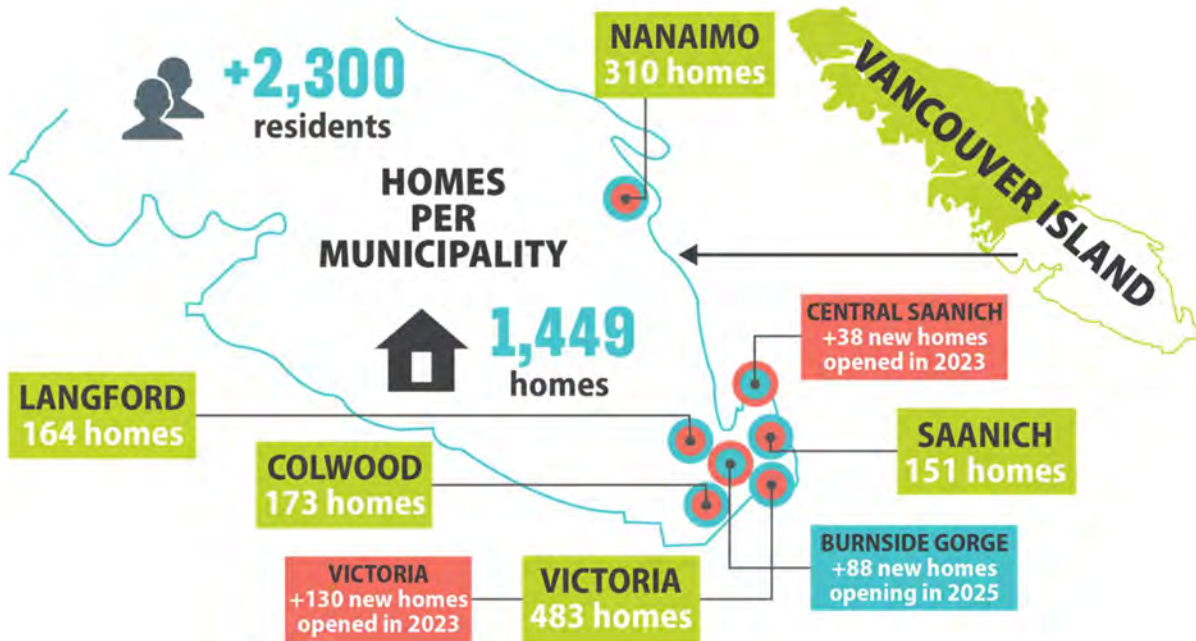 +2,300
residents
HOMES
PER
MUNICIPALITY
1,449
homes
NANAIMO
310 homes
VANCOUVER ISLAND
CENTRAL SAANICH
+38 new homes
opened in 2023
LANGFORD
164 homes
SAANICH
151 homes
COLWOOD
173 homes
BURNSIDE GORGE
+88 new homes
opening in 2025
VICTORIA
+130 new homes
opened in 2023
VICTORIA
483 homes